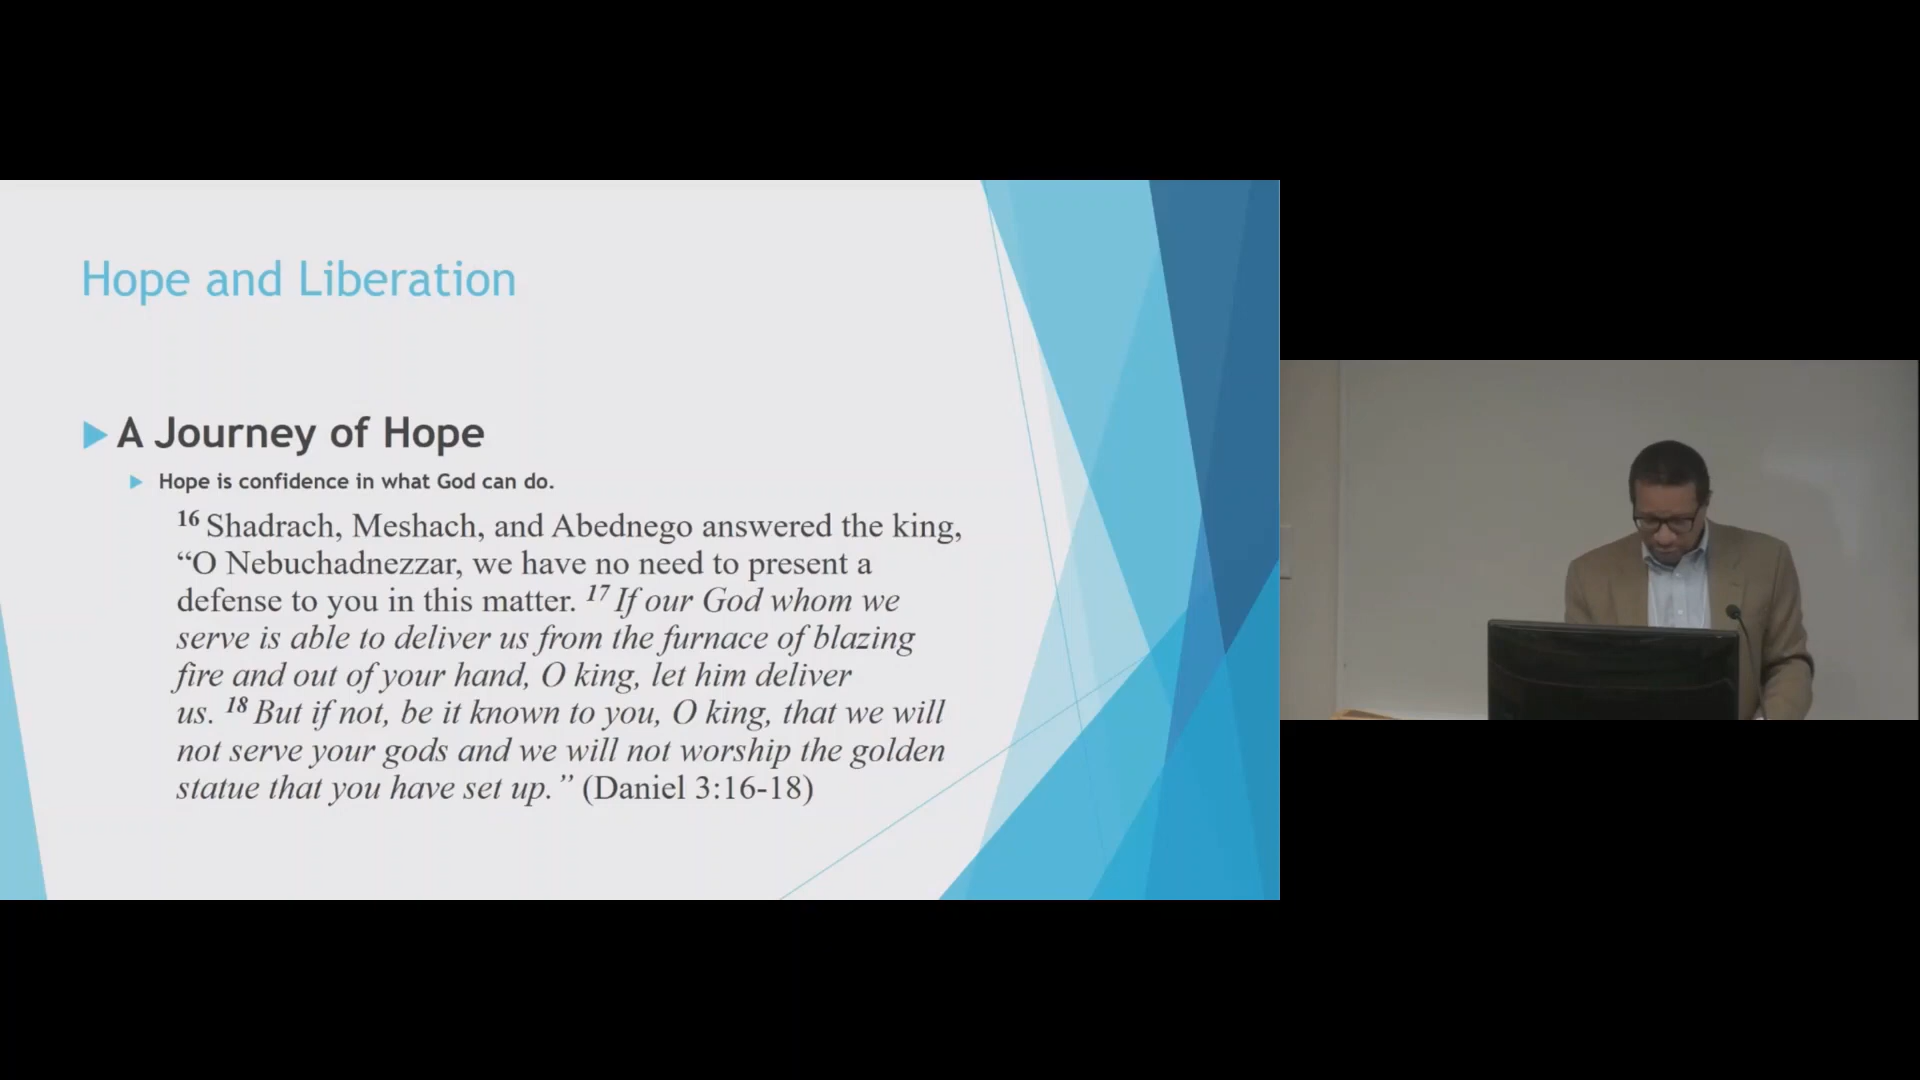 Hope and Liberation
A Journey of Hope
Hope is confidence in what God can do.
16 Shadrach, Meshach, and Abednego answered the king,
“O Nebuchadnezzar, we have no need to present a
defense to you in this matter. 17 If our God whom we
serve is able to deliver us from the furnace of blazing
fire and out of your hand, O king, let him deliver
us. 18 But if not, be it known to you, O king, that we will
not serve your gods and we will not worship the golden
statue that you have set up.” (Daniel 3:16-18)